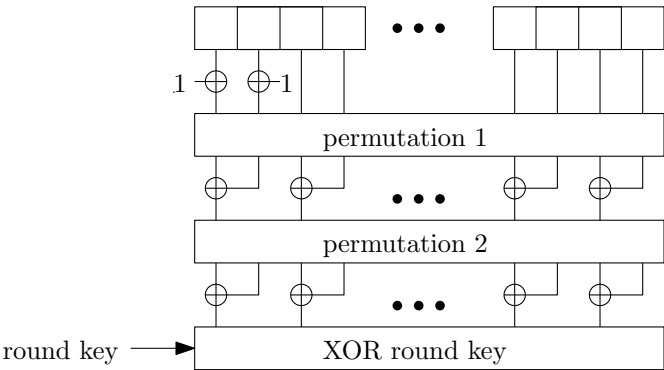 1 1
permutation 1
permutation 2
round key XOR round key